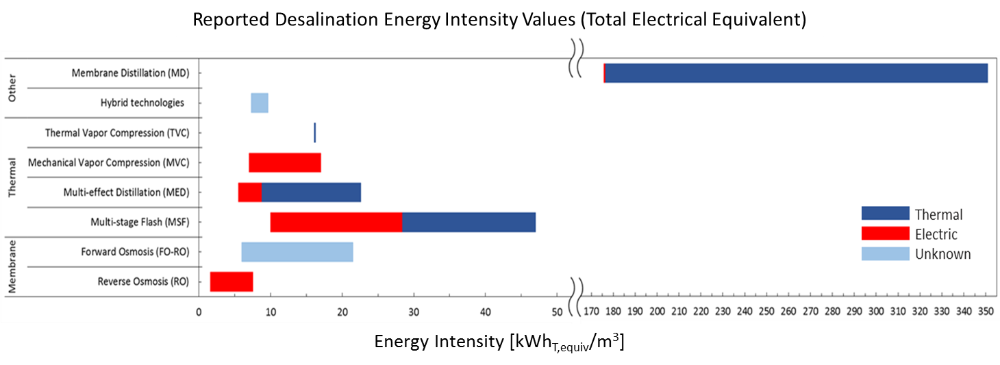 Reported Desalination Energy Intensity Values (Total Electrical Equivalent)
Other
Membrane Distillation (MD)
Hybrid technologies
Thermal
Thermal Vapor Compression (TVC)
Mechanical Vapor Compression (MVC)
Multi-effect Distillation (MED)
Multi-stage Flash (MSF)
Membrane
Forward Osmosis (FO-RO)
Reverse Osmosis (RO)
Thermal
Electric
Unknown
0 10 20 30 40 50 170 180 190 200 210 220 230 240 250 260 270 280 290 300 310 320 330 340 350
Energy Intensity [kWhT,equiv/m³]